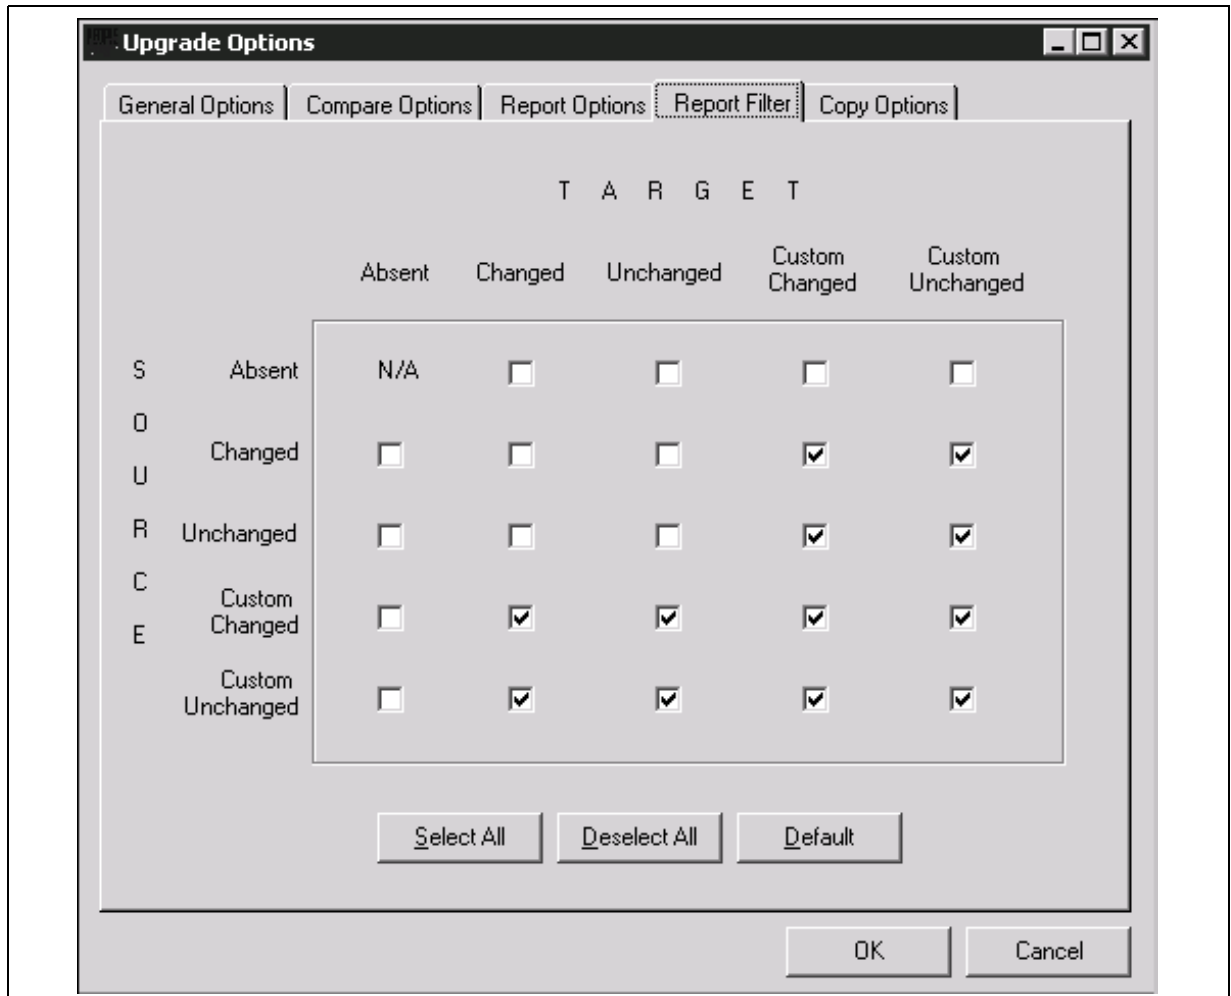 Upgrade Options
General Options Compare Options Report Options Report Filter Copy Options
T A R G E T
Absent Changed Unchanged Custom Changed Custom Unchanged
S
O
U
R
C
E
Absent N/A
Changed
Unchanged
Custom
Changed
Custom
Unchanged
Select All Deselect All Default
OK Cancel